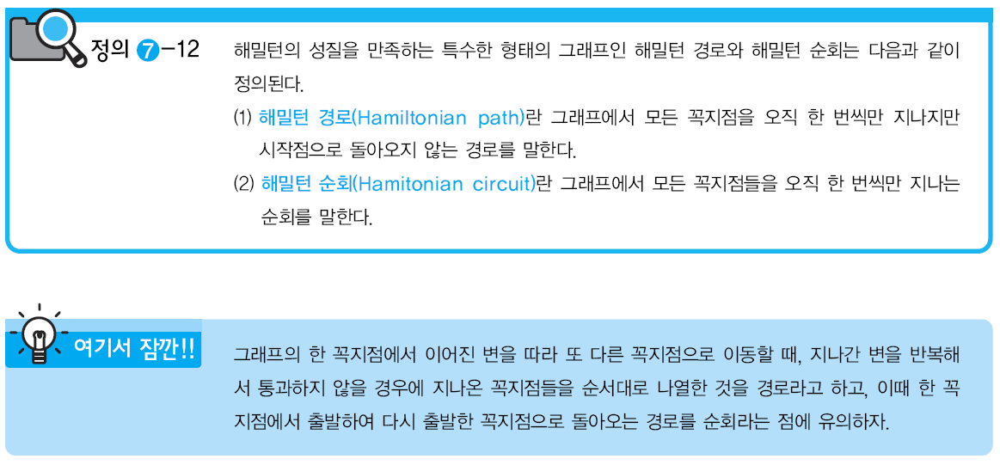 정의 7-12
해밀턴의 성질을 만족하는 특수한 형태의 그래프인 해밀턴 경로와 해밀턴 순회는 다음과 같이
정의된다.
(1) 해밀턴 경로(Hamiltonian path)란 그래프에서 모든 꼭지점을 오직 한 번씩만 지나지만
시작점으로 돌아오지 않는 경로를 말한다.
(2) 해밀턴 순회(Hamitonian circuit)란 그래프에서 모든 꼭지점들을 오직 한 번씩만 지나는
순회를 말한다.
여기서 잠깐!!
그래프의 한 꼭지점에서 이어진 변을 따라 또 다른 꼭지점으로 이동할 때, 지나간 변을 반복해
서 통과하지 않을 경우에 지나온 꼭지점들을 순서대로 나열한 것을 경로라고 하고, 이때 한 꼭
지점에서 출발하여 다시 출발한 꼭지점으로 돌아오는 경로를 순회라는 점에 유의하자.